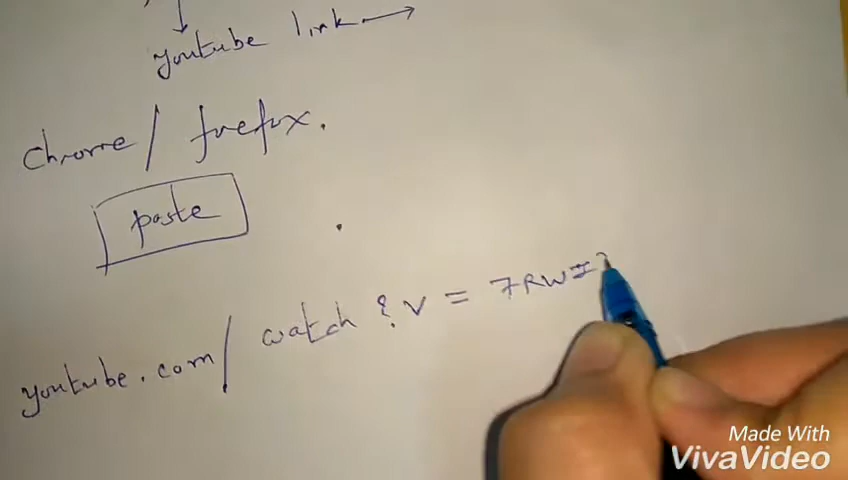 youtube link →
chrome / firefox.
paste
youtube.com/ watch ?v = 7RWI
Made With
VivaVideo